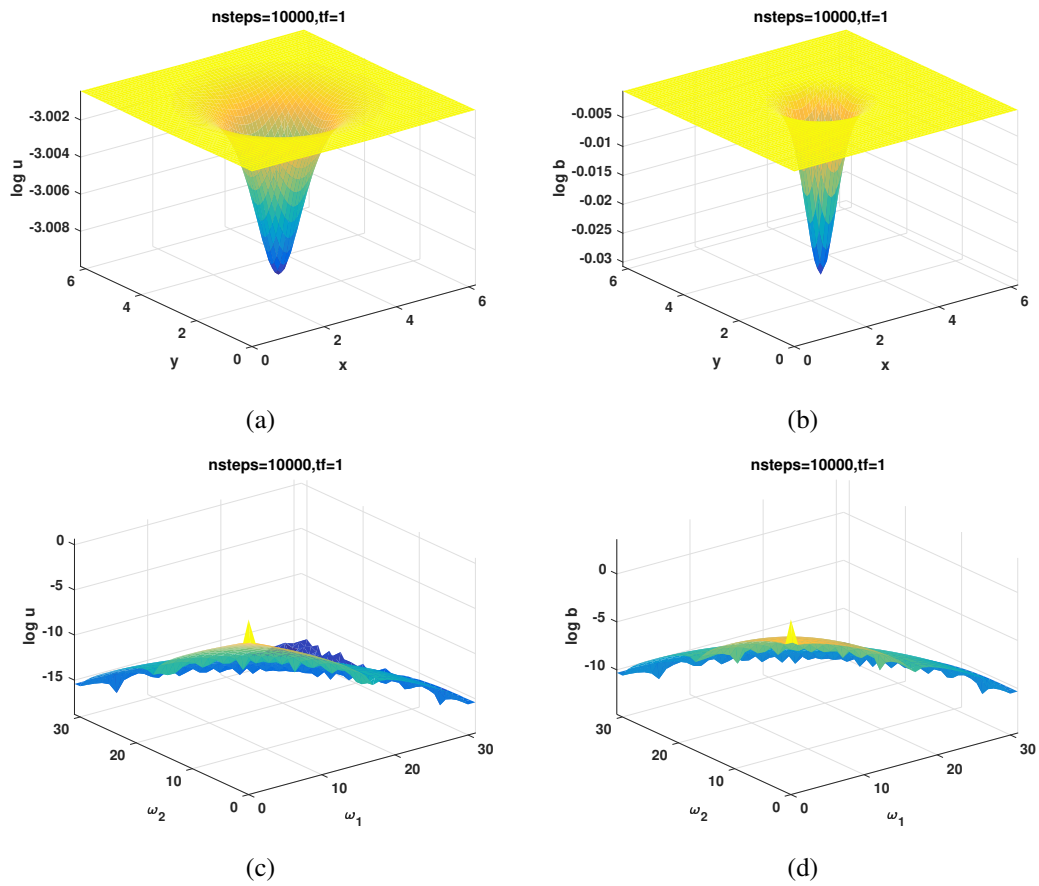 nsteps=10000,tf=1
log u
-3.002
-3.004
-3.006
-3.008
6
4
2
0
y
0
2
4
6
x
(a)
nsteps=10000,tf=1
log b
-0.005
-0.01
-0.015
-0.02
-0.025
-0.03
6
4
2
0
y
0
2
4
6
x
(b)
nsteps=10000,tf=1
log u
0
-5
-10
-15
30
20
10
0
ω2
0
10
20
30
ω1
(c)
nsteps=10000,tf=1
log b
0
-5
-10
30
20
10
0
ω2
0
10
20
30
ω1
(d)